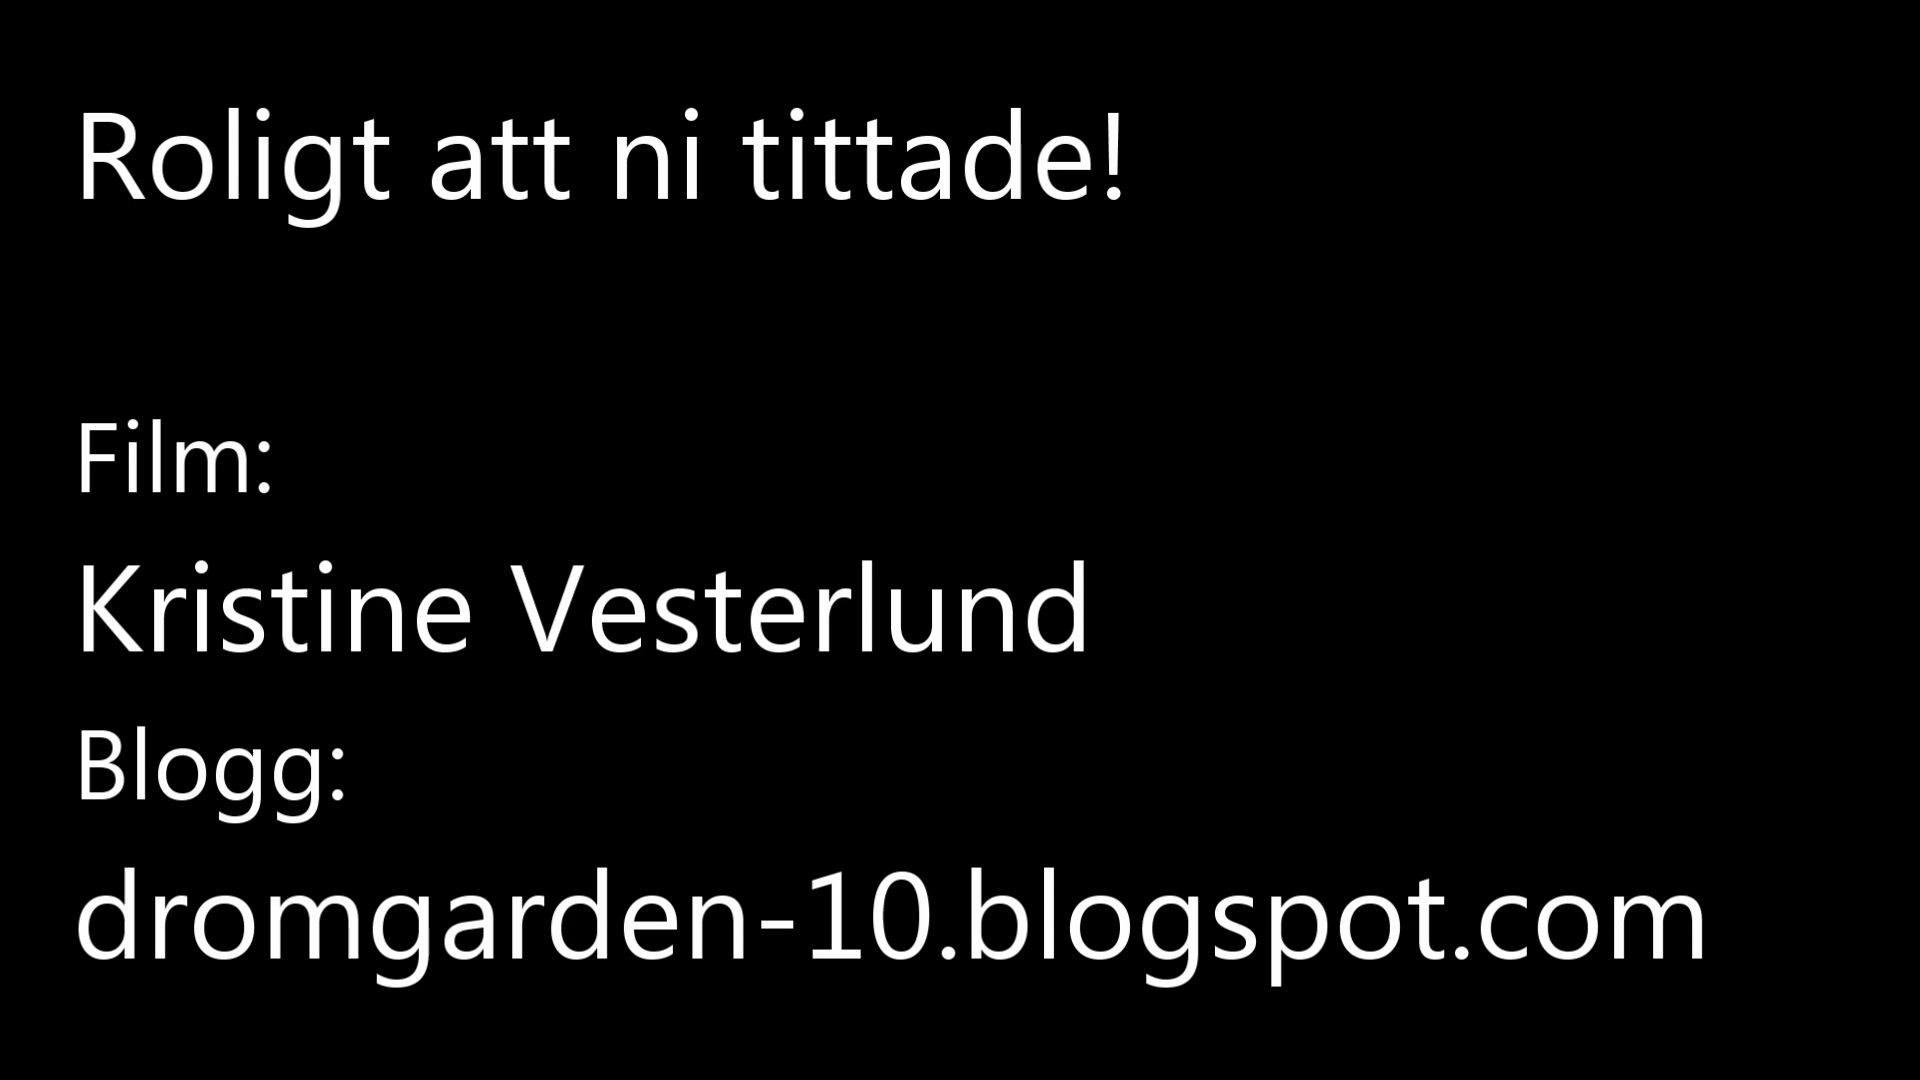 Roligt att ni tittade!
Film:
Kristine Vesterlund
Blogg:
dromgarden-10.blogspot.com